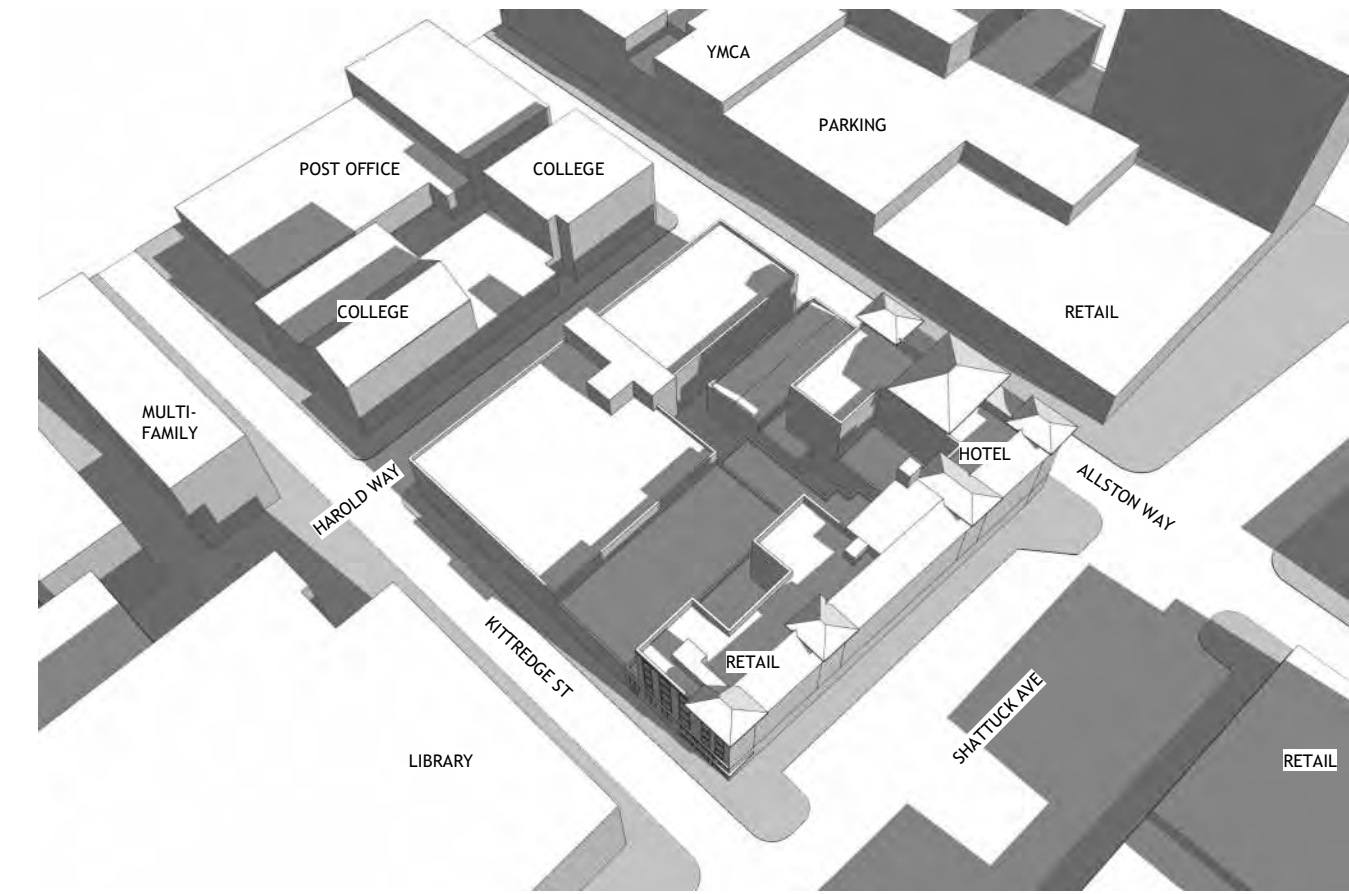 YMCA
PARKING
POST OFFICE
COLLEGE
COLLEGE
RETAIL
MULTI-
FAMILY
HOTEL
HAROLD WAY
ALLSTON WAY
KITTREDGE ST
RETAIL
SHATTUCK AVE
LIBRARY
RETAIL